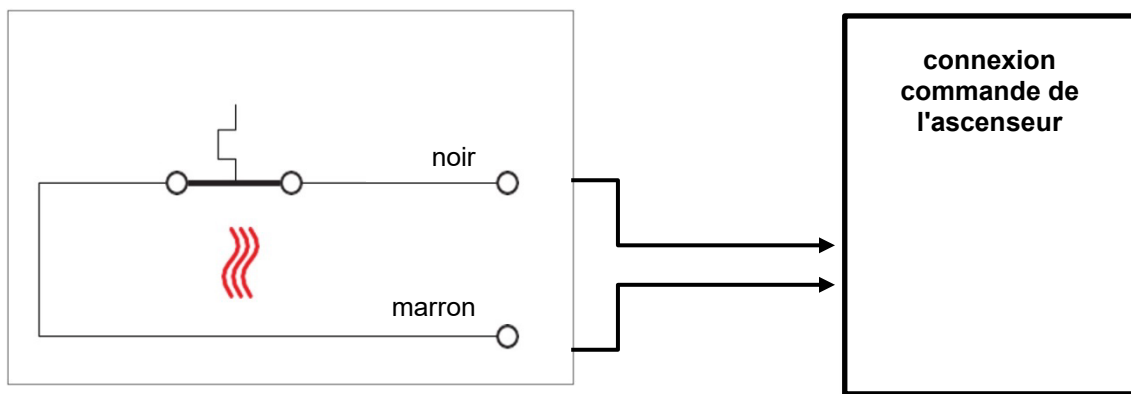 noir
marron
connexion
commande de
l'ascenseur